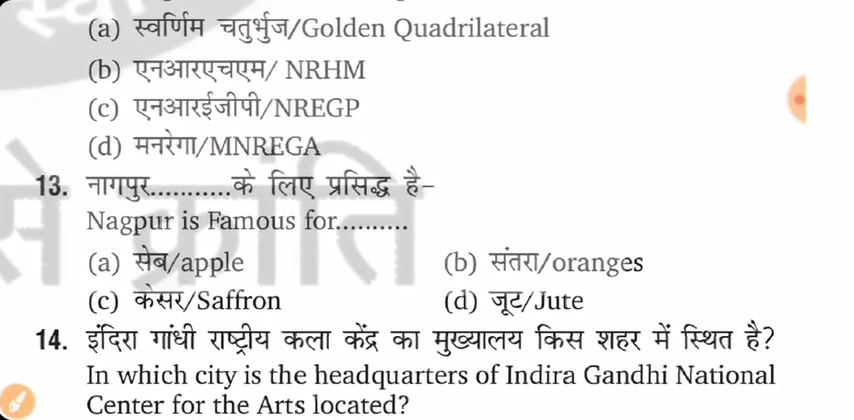 (a) स्वर्णिम चतुर्भुज/Golden Quadrilateral
(b) एनआरएचएम/ NRHM
(c) एनआरईजीपी/NREGP
(d) मनरेगा/MNREGA
13. नागपुर...........के लिए प्रसिद्ध है–
Nagpur is Famous for..........
(a) सेब/apple (b) संतरा/oranges
(c) केसर/Saffron (d) जूट/Jute
14. इंदिरा गांधी राष्ट्रीय कला केंद्र का मुख्यालय किस शहर में स्थित है?
In which city is the headquarters of Indira Gandhi National
Center for the Arts located?
से क्रांति